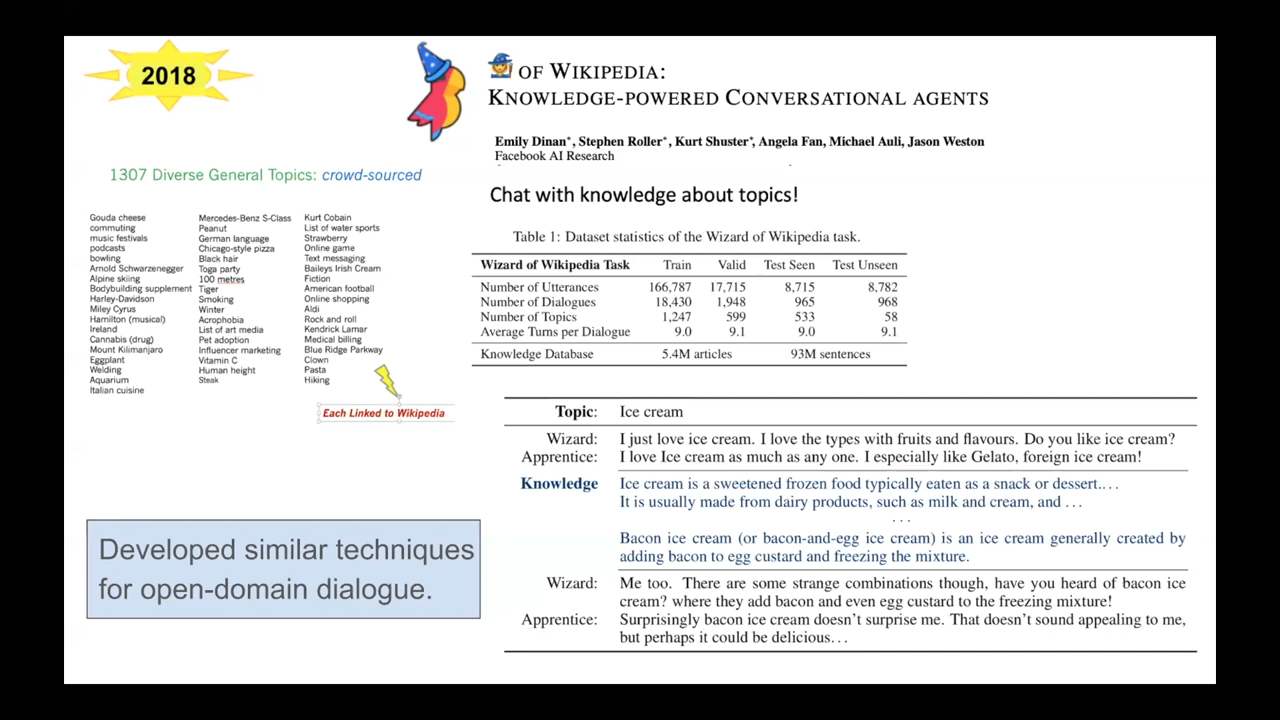 2018
OF WIKIPEDIA:
KNOWLEDGE-POWERED CONVERSATIONAL AGENTS
Emily Dinan*, Stephen Roller*, Kurt Shuster*, Angela Fan, Michael Auli, Jason Weston
Facebook AI Research
1307 Diverse General Topics: crowd-sourced
Gouda cheese
commuting
music festivals
podcasts
bowling
Arnold Schwarzenegger
Alpine skiing
Bodybuilding supplement
Harley-Davidson
Miley Cyrus
Hamilton (musical)
Ireland
Cannabis (drug)
Mount Kilimanjaro
Eggplant
Welding
Aquarium
Italian cuisine
Mercedes-Benz S-Class
Peanut
German language
Chicago-style pizza
Black hair
Toga party
100 metres
Tiger
Smoking
Winter
Acrophobia
List of art media
Pet adoption
Influencer marketing
Vitamin C
Human height
Steak
Kurt Cobain
List of water sports
Strawberry
Online game
Text messaging
Baileys Irish Cream
Fiction
American football
Online shopping
Aldi
Rock and roll
Kendrick Lamar
Medical billing
Blue Ridge Parkway
Clown
Pasta
Hiking
Each Linked to Wikipedia
Developed similar techniques
for open-domain dialogue.
Chat with knowledge about topics!
Table 1: Dataset statistics of the Wizard of Wikipedia task.
Wizard of Wikipedia Task Train Valid Test Seen Test Unseen
Number of Utterances 166,787 17,715 8,715 8,782
Number of Dialogues 18,430 1,948 965 968
Number of Topics 1,247 599 533 58
Average Turns per Dialogue 9.0 9.1 9.0 9.1
Knowledge Database 5.4M articles 93M sentences
Topic: Ice cream
Wizard: I just love ice cream. I love the types with fruits and flavours. Do you like ice cream?
Apprentice: I love Ice cream as much as any one. I especially like Gelato, foreign ice cream!
Knowledge Ice cream is a sweetened frozen food typically eaten as a snack or dessert....
It is usually made from dairy products, such as milk and cream, and ...
...
Bacon ice cream (or bacon-and-egg ice cream) is an ice cream generally created by
adding bacon to egg custard and freezing the mixture.
Wizard: Me too. There are some strange combinations though, have you heard of bacon ice
cream? where they add bacon and even egg custard to the freezing mixture!
Apprentice: Surprisingly bacon ice cream doesn't surprise me. That doesn't sound appealing to me,
but perhaps it could be delicious...